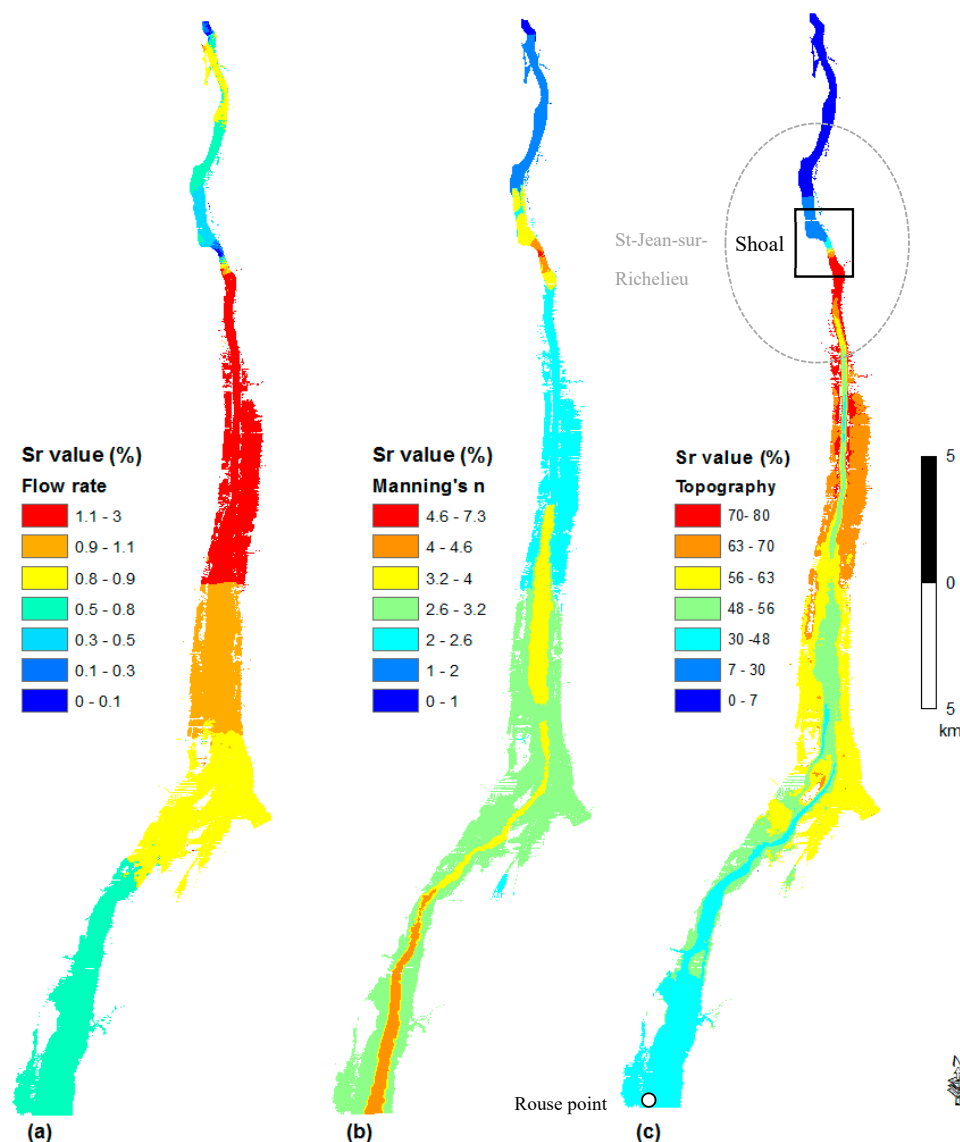 St-Jean-sur-
Richelieu
Shoal
Sr value (%)
Flow rate
1.1 - 3
0.9 - 1.1
0.8 - 0.9
0.5 - 0.8
0.3 - 0.5
0.1 - 0.3
0 - 0.1
Sr value (%)
Manning's n
4.6 - 7.3
4 - 4.6
3.2 - 4
2.6 - 3.2
2 - 2.6
1 - 2
0 - 1
Sr value (%)
Topography
70- 80
63 - 70
56 - 63
48 - 56
30 -48
7 - 30
0 - 7
5
0
5
km
Rouse point
(a)
(b)
(c)